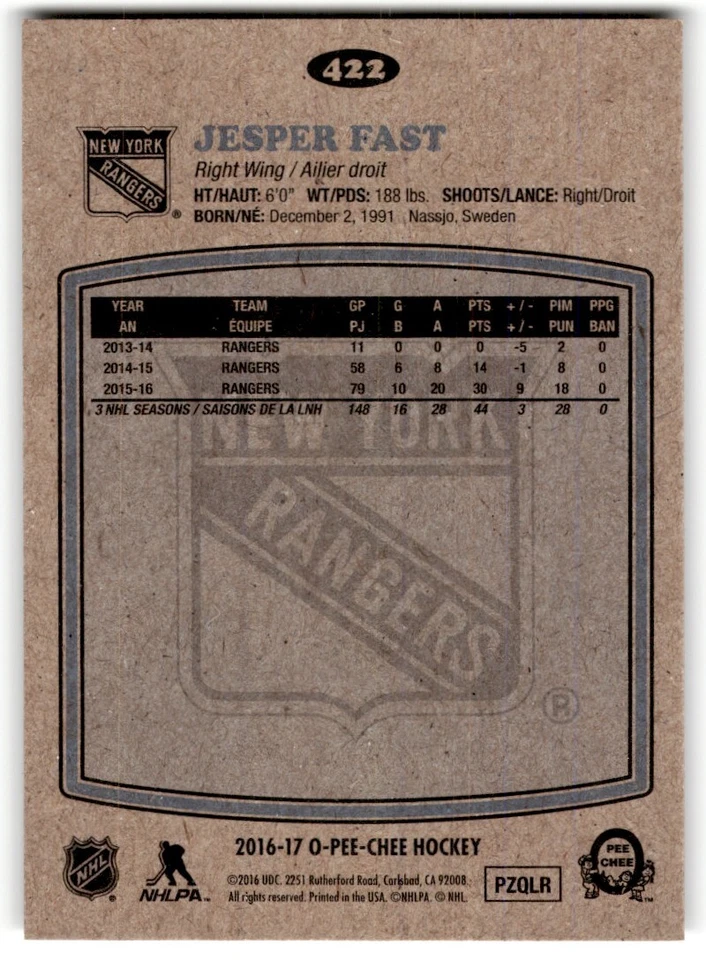 422
JESPER FAST
NEW YORK
RANGERS
®
Right Wing / Ailier droit
HT/HAUT: 6'0" WT/PDS: 188 lbs. SHOOTS/LANCE: Right/Droit
BORN/NÉ: December 2, 1991 Nassjo, Sweden
YEAR TEAM GP G A PTS +/- PIM PPG
AN ÉQUIPE PJ B A PTS +/- PUN BAN
2013-14 RANGERS 11 0 0 0 -5 2 0
2014-15 RANGERS 58 6 8 14 -1 8 0
2015-16 RANGERS 79 10 20 30 9 18 0
3 NHL SEASONS / SAISONS DE LA LNH 148 16 28 44 3 28 0
NEW YORK
RANGERS
®
2016-17 O-PEE-CHEE HOCKEY
©2016 UDC. 2251 Rutherford Road, Carlsbad, CA 92008.
All rights reserved. Printed in the USA. ©NHLPA. © NHL.
NHL
®
NHLPA™
PZQLR
O
PEE
CHEE
™